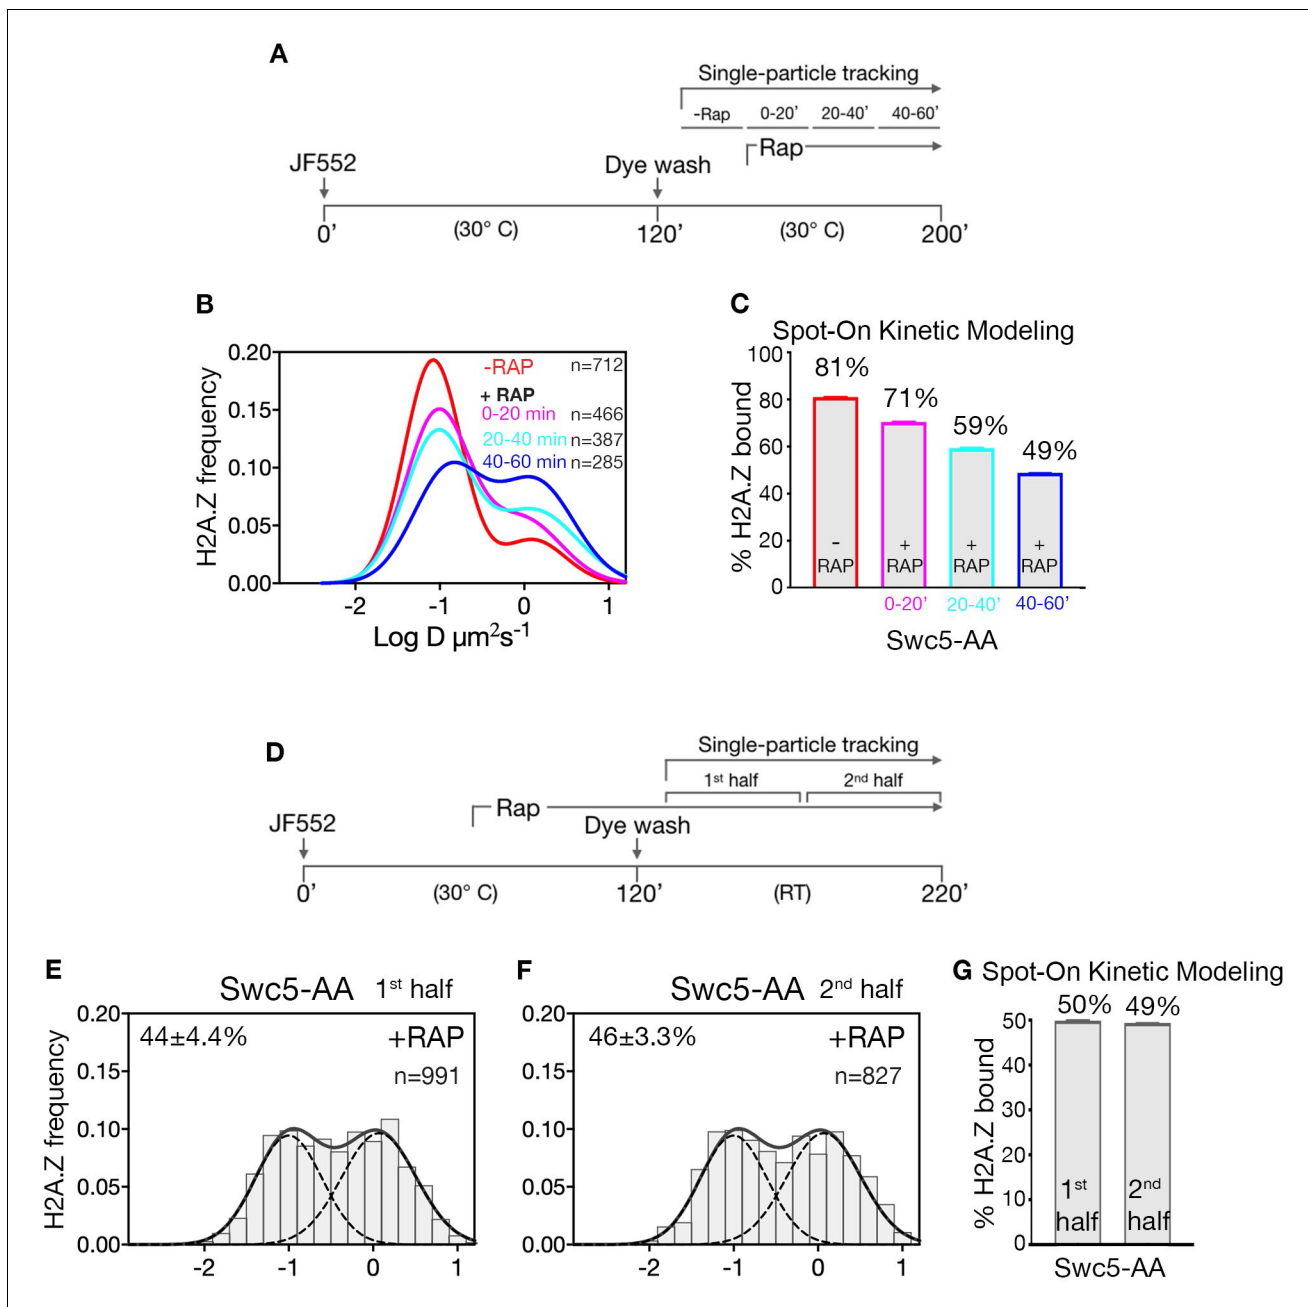 A
Single-particle tracking
-Rap 0-20’ 20-40’ 40-60’
Rap
JF552
Dye wash
0’ (30° C) 120’ (30° C) 200’
B
0.20
0.15
0.10
0.05
0.00
H2A.Z frequency
-RAP n=712
+ RAP
0-20 min n=466
20-40 min n=387
40-60 min n=285
-2 -1 0 1
Log D µm²s⁻¹
C
Spot-On Kinetic Modeling
100
80
60
40
20
0
% H2A.Z bound
81%
71%
59%
49%
- + + +
RAP RAP RAP RAP
0-20’ 20-40’ 40-60’
Swc5-AA
D
Single-particle tracking
1st half 2nd half
Rap
JF552
Dye wash
0’ (30° C) 120’ (RT) 220’
E
Swc5-AA 1st half
0.20
0.15
0.10
0.05
0.00
H2A.Z frequency
44±4.4% +RAP
n=991
-2 -1 0 1
F
Swc5-AA 2nd half
0.20
0.15
0.10
0.05
0.00
46±3.3% +RAP
n=827
-2 -1 0 1
G
Spot-On Kinetic Modeling
50% 49%
50
40
30
20
10
0
% H2A.Z bound
1st 2nd
half half
Swc5-AA